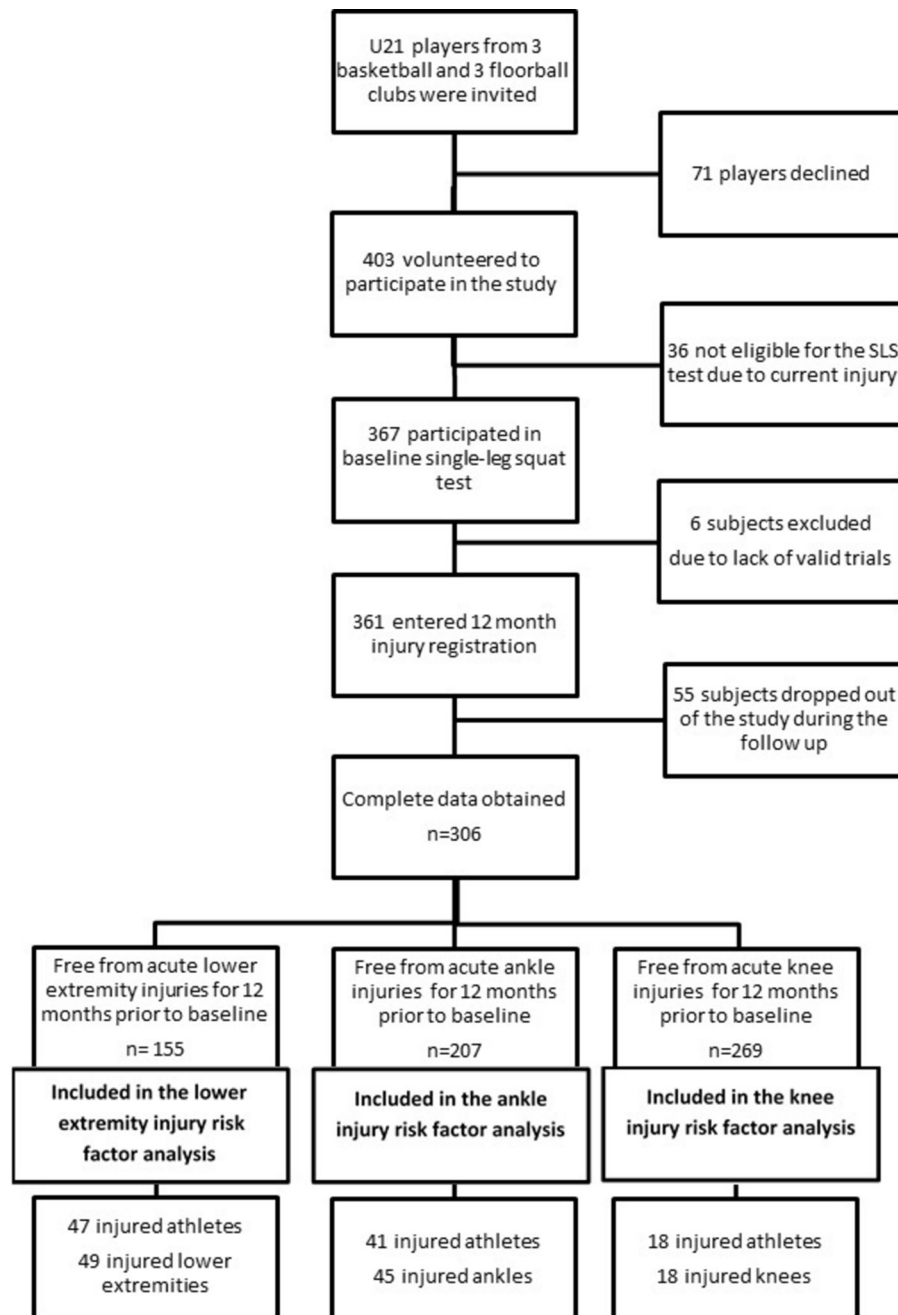 U21 players from 3
basketball and 3 floorball
clubs were invited
71 players declined
403 volunteered to
participate in the study
36 not eligible for the SLS
test due to current injury
367 participated in
baseline single-leg squat
test
6 subjects excluded
due to lack of valid trials
361 entered 12 month
injury registration
55 subjects dropped out
of the study during the
follow up
Complete data obtained
n=306
Free from acute lower
extremity injuries for 12
months prior to baseline
n= 155
Included in the lower
extremity injury risk
factor analysis
47 injured athletes
49 injured lower
extremities
Free from acute ankle
injuries for 12 months
prior to baseline
n=207
Included in the ankle
injury risk factor analysis
41 injured athletes
45 injured ankles
Free from acute knee
injuries for 12 months
prior to baseline
n=269
Included in the knee
injury risk factor analysis
18 injured athletes
18 injured knees